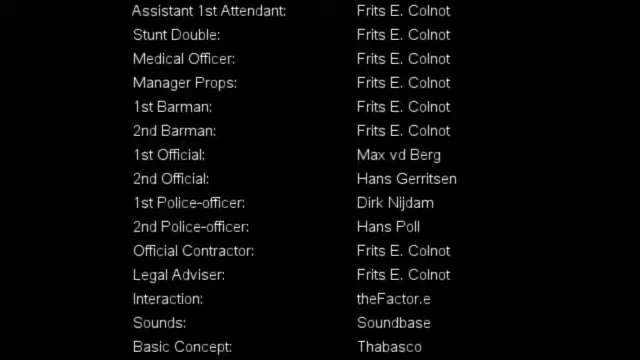 Assistant 1st Attendant: Frits E. Colnot
Stunt Double: Frits E. Colnot
Medical Officer: Frits E. Colnot
Manager Props: Frits E. Colnot
1st Barman: Frits E. Colnot
2nd Barman: Frits E. Colnot
1st Official: Max vd Berg
2nd Official: Hans Gerritsen
1st Police-officer: Dirk Nijdam
2nd Police-officer: Hans Poll
Official Contractor: Frits E. Colnot
Legal Adviser: Frits E. Colnot
Interaction: theFactor.e
Sounds: Soundbase
Basic Concept: Thabasco